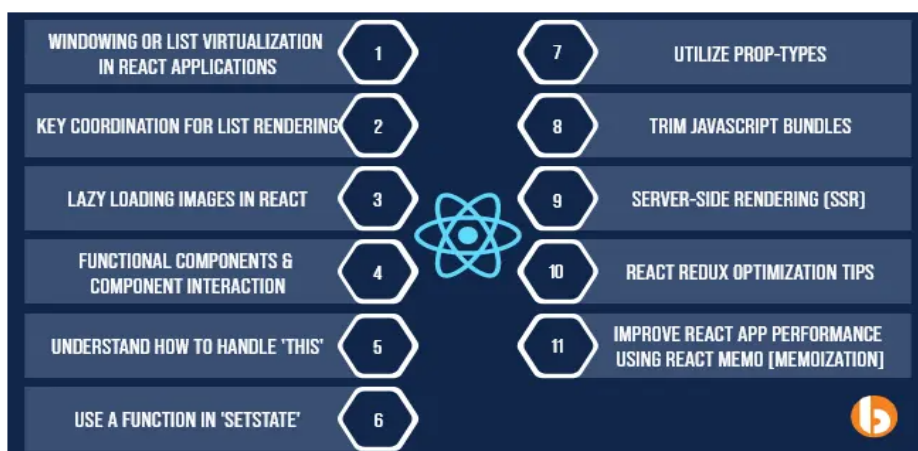 WINDOWING OR LIST VIRTUALIZATION
IN REACT APPLICATIONS
1
KEY COORDINATION FOR LIST RENDERING
2
LAZY LOADING IMAGES IN REACT
3
FUNCTIONAL COMPONENTS &
COMPONENT INTERACTION
4
UNDERSTAND HOW TO HANDLE 'THIS'
5
USE A FUNCTION IN 'SETSTATE'
6
7
UTILIZE PROP-TYPES
8
TRIM JAVASCRIPT BUNDLES
9
SERVER-SIDE RENDERING (SSR)
10
REACT REDUX OPTIMIZATION TIPS
11
IMPROVE REACT APP PERFORMANCE
USING REACT MEMO [MEMOIZATION]
b